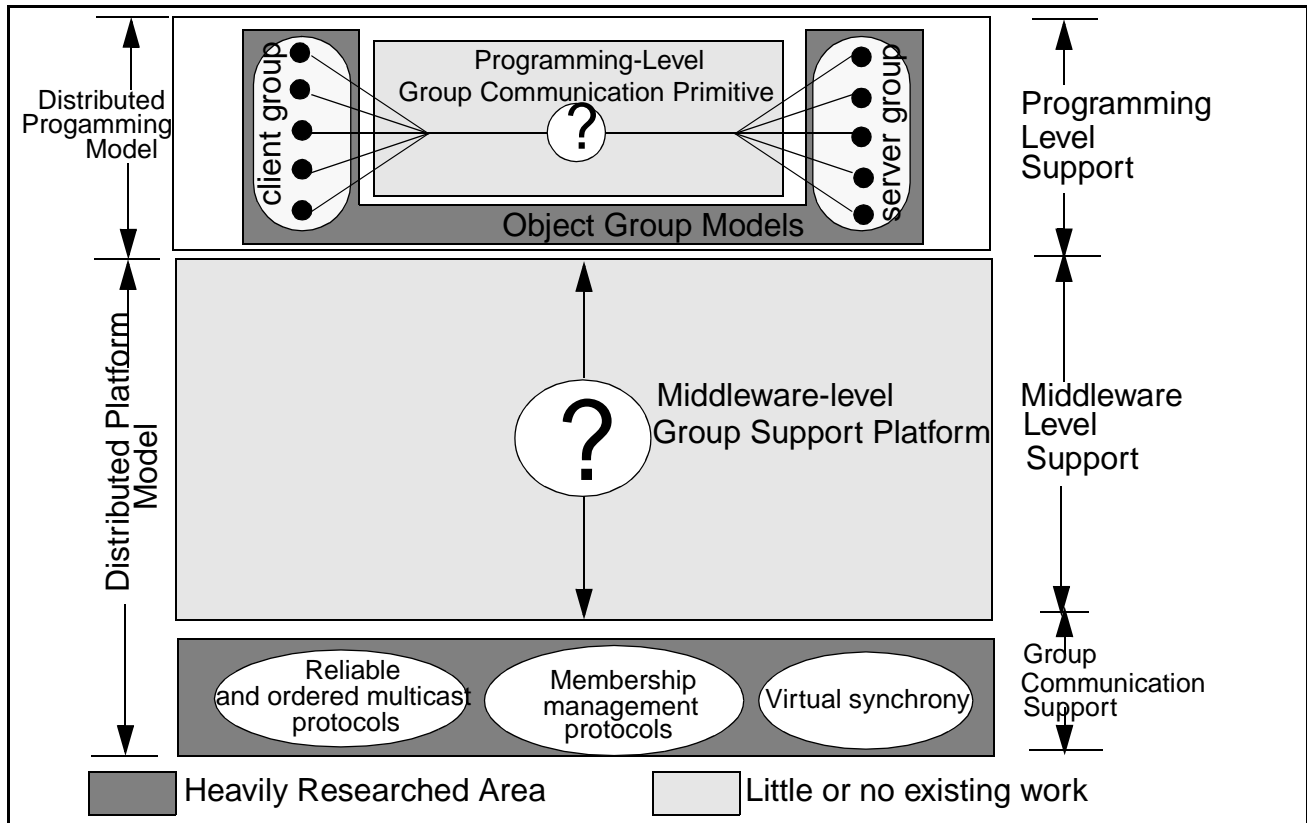 Distributed
Progamming
Model
client group
Programming-Level
Group Communication Primitive
?
server group
Object Group Models
Programming
Level
Support
Distributed Platform
Model
?
Middleware-level
Group Support Platform
Middleware
Level
Support
Reliable
and ordered multicast
protocols
Membership
management
protocols
Virtual synchrony
Group
Communication
Support
Heavily Researched Area
Little or no existing work